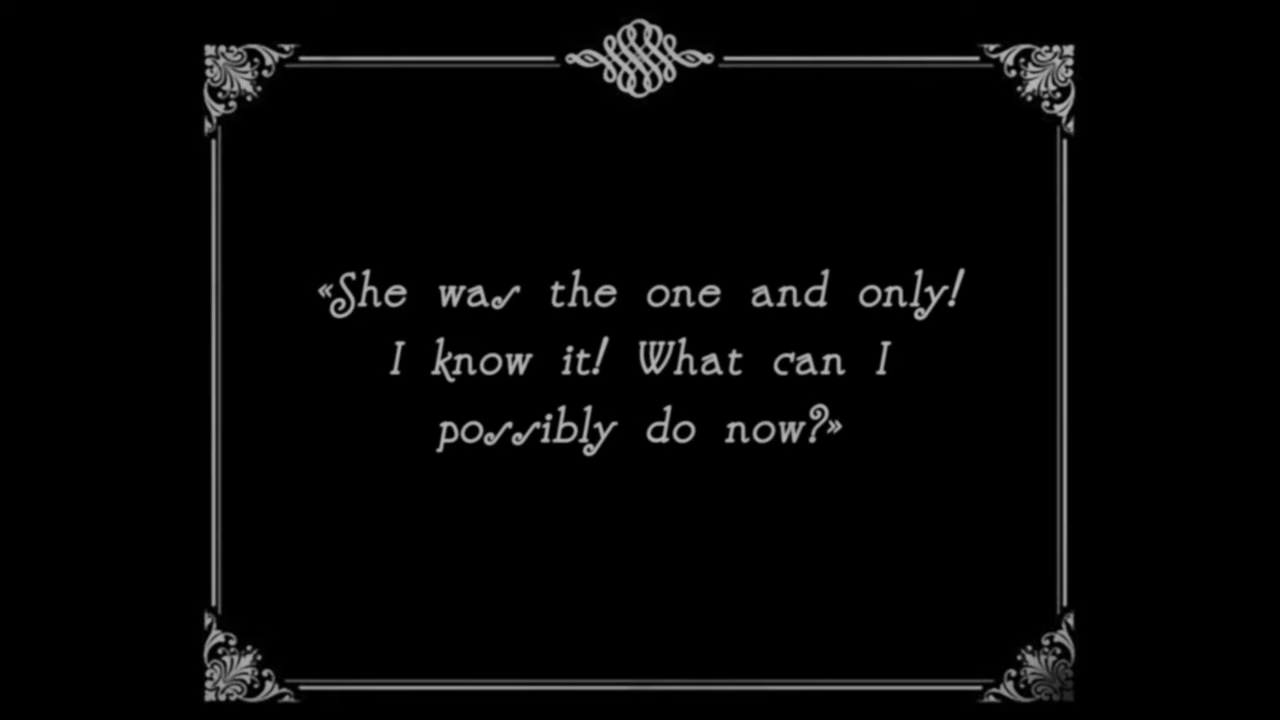 «She was the one and only!
I know it! What can I
possibly do now?»